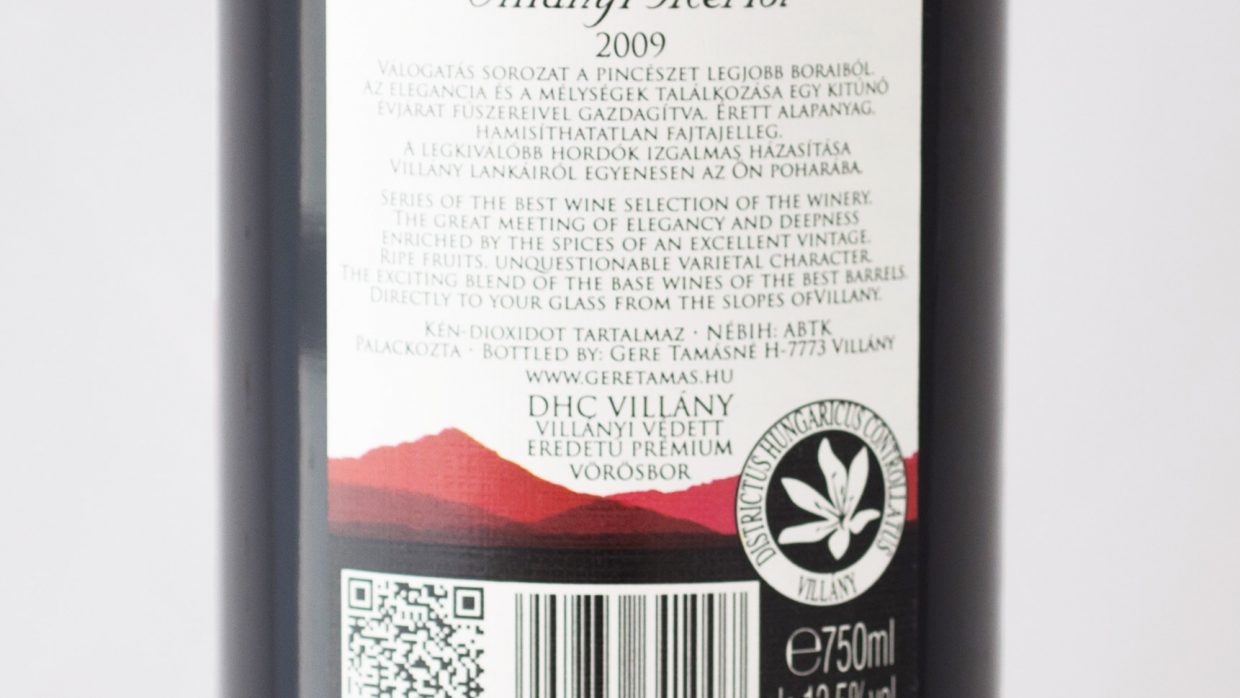 Villányi Merlot
2009
VÁLOGATÁS SOROZAT A PINCÉSZET LEGJOBB BORAIBÓL.
AZ ELEGANCIA ÉS A MÉLYSÉGEK TALÁLKOZÁSA EGY KITŰNŐ
ÉVJÁRAT FŰSZEREIVEL GAZDAGÍTVA. ÉRETT ALAPANYAG,
HAMISÍTHATATLAN FAJTAJELLEG.
A LEGKIVÁLÓBB HORDÓK IZGALMAS HÁZASÍTÁSA
VILLÁNY LANKÁIRÓL EGYENESEN AZ ÖN POHARÁBA.
SERIES OF THE BEST WINE SELECTION OF THE WINERY.
THE GREAT MEETING OF ELEGANCY AND DEEPNESS
ENRICHED BY THE SPICES OF AN EXCELLENT VINTAGE.
RIPE FRUITS, UNQUESTIONABLE VARIETAL CHARACTER.
THE EXCITING BLEND OF THE BASE WINES OF THE BEST BARRELS.
DIRECTLY TO YOUR GLASS FROM THE SLOPES OFVILLANY.
KÉN-DIOXIDOT TARTALMAZ · NÉBIH: ABTK
PALACKOZTA · BOTTLED BY: GERE TAMÁSNÉ H-7773 VILLÁNY
WWW.GERETAMAS.HU
DHC VILLÁNY
VILLÁNYI VÉDETT
EREDETŰ PRÉMIUM
VÖRÖSBOR
DISTRICTUS HUNGARICUS CONTROLLATUS
VILLÁNY
℮750ml
13,5%vol